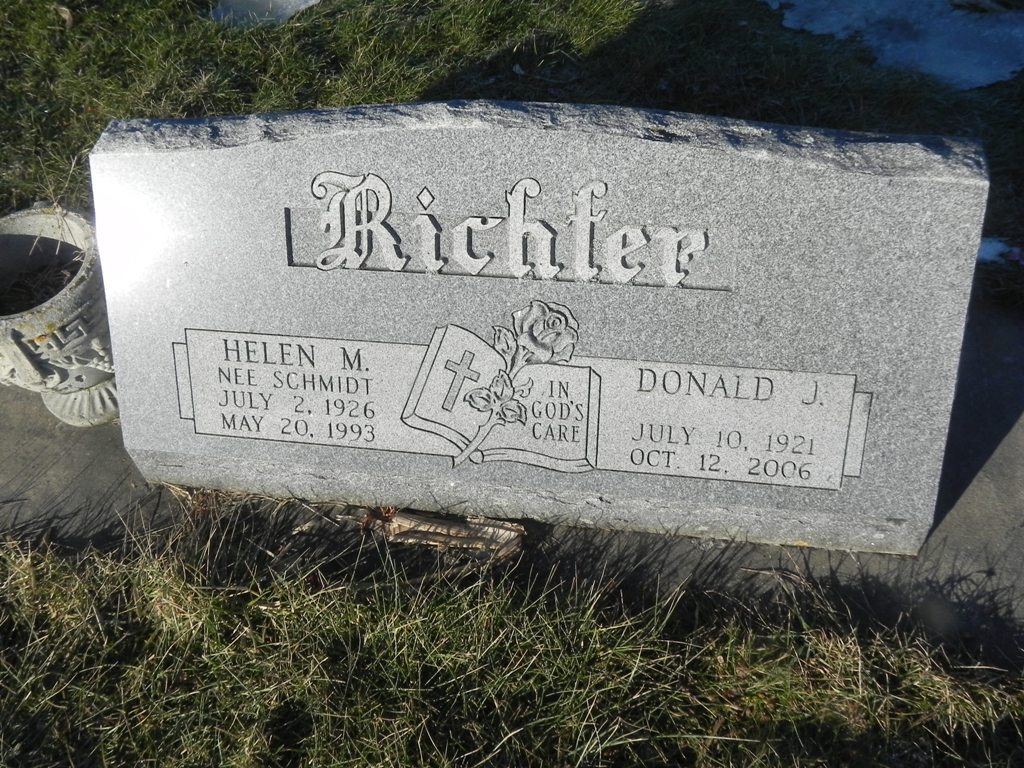 Richter
HELEN M.
NEE SCHMIDT
JULY 2, 1926
MAY 20, 1993
IN
GOD'S
CARE
DONALD J.
JULY 10, 1921
OCT. 12, 2006